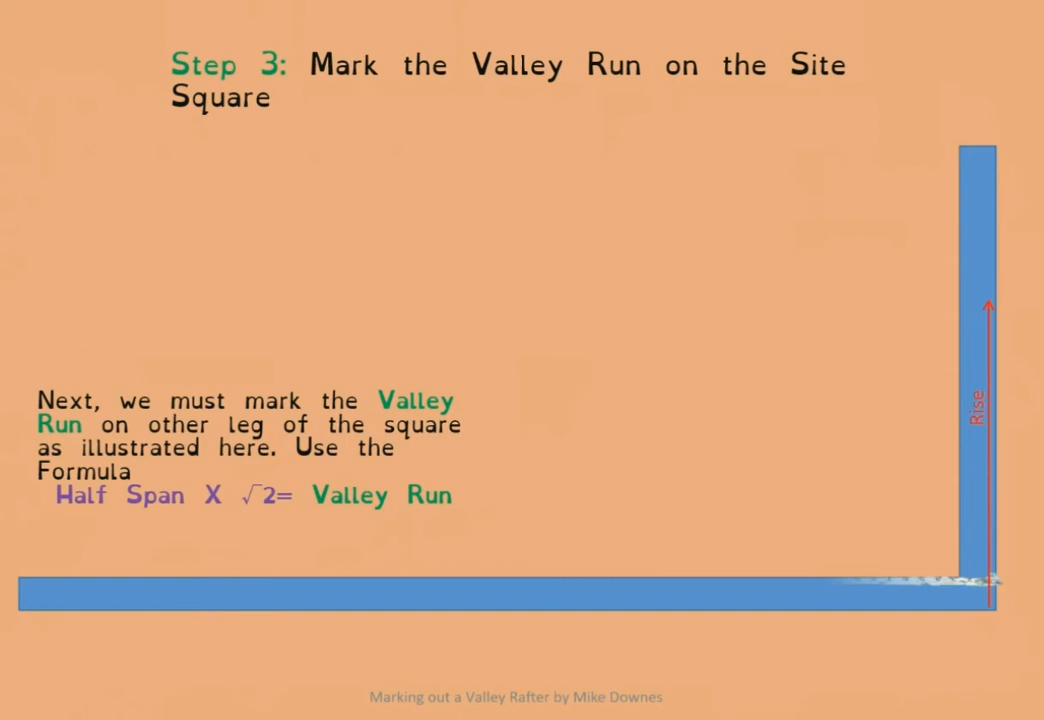 Step 3: Mark the Valley Run on the Site
Square
Rise
Next, we must mark the Valley
Run on other leg of the square
as illustrated here. Use the
Formula
Half Span X √2= Valley Run
Marking out a Valley Rafter by Mike Downes